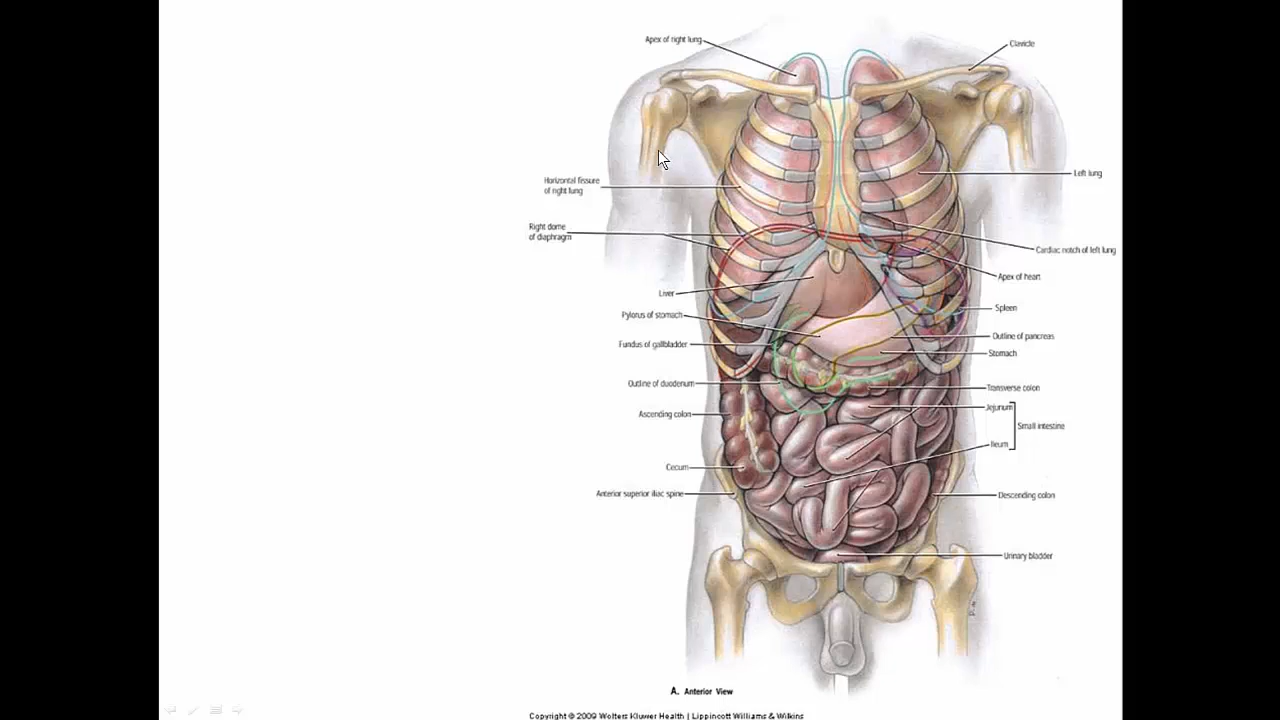 Apex of right lung
Clavicle
Horizontal fissure
of right lung
Left lung
Right dome
of diaphragm
Cardiac notch of left lung
Apex of heart
Liver
Spleen
Pylorus of stomach
Outline of pancreas
Fundus of gallbladder
Stomach
Outline of duodenum
Transverse colon
Jejunum
Ascending colon
Small intestine
Ileum
Cecum
Anterior superior iliac spine
Descending colon
Urinary bladder
A. Anterior View
Copyright © 2009 Wolters Kluwer Health | Lippincott Williams & Wilkins